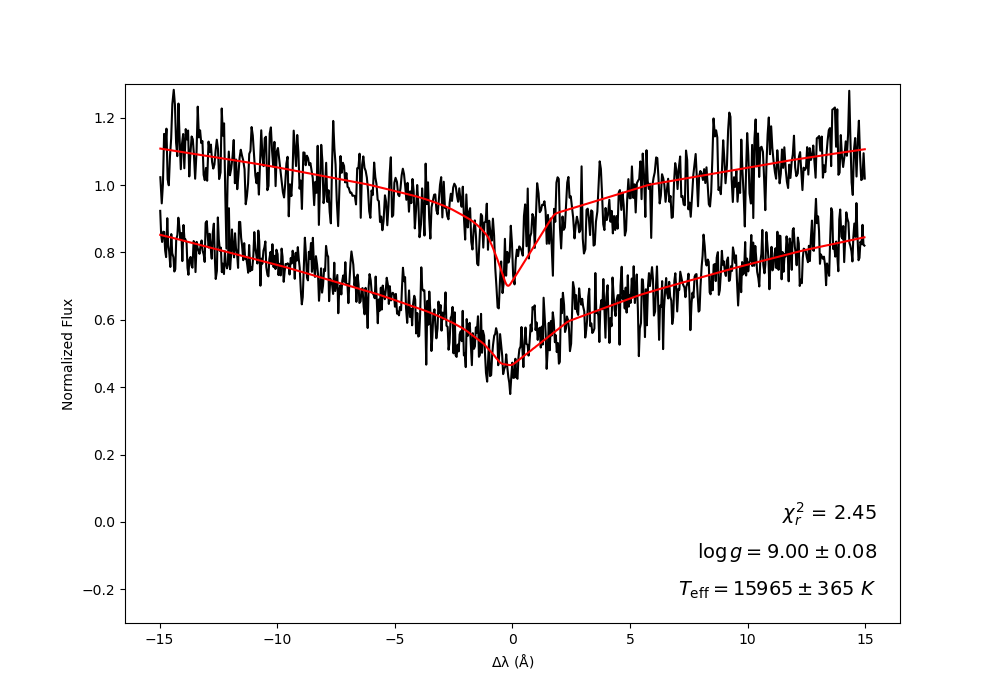 1.2
1.0
0.8
0.6
0.4
0.2
0.0
−0.2
Normalized Flux
χ²ᵣ = 2.45
log g = 9.00 ± 0.08
T_eff = 15965 ± 365 K
−15 −10 −5 0 5 10 15
Δλ (Å)